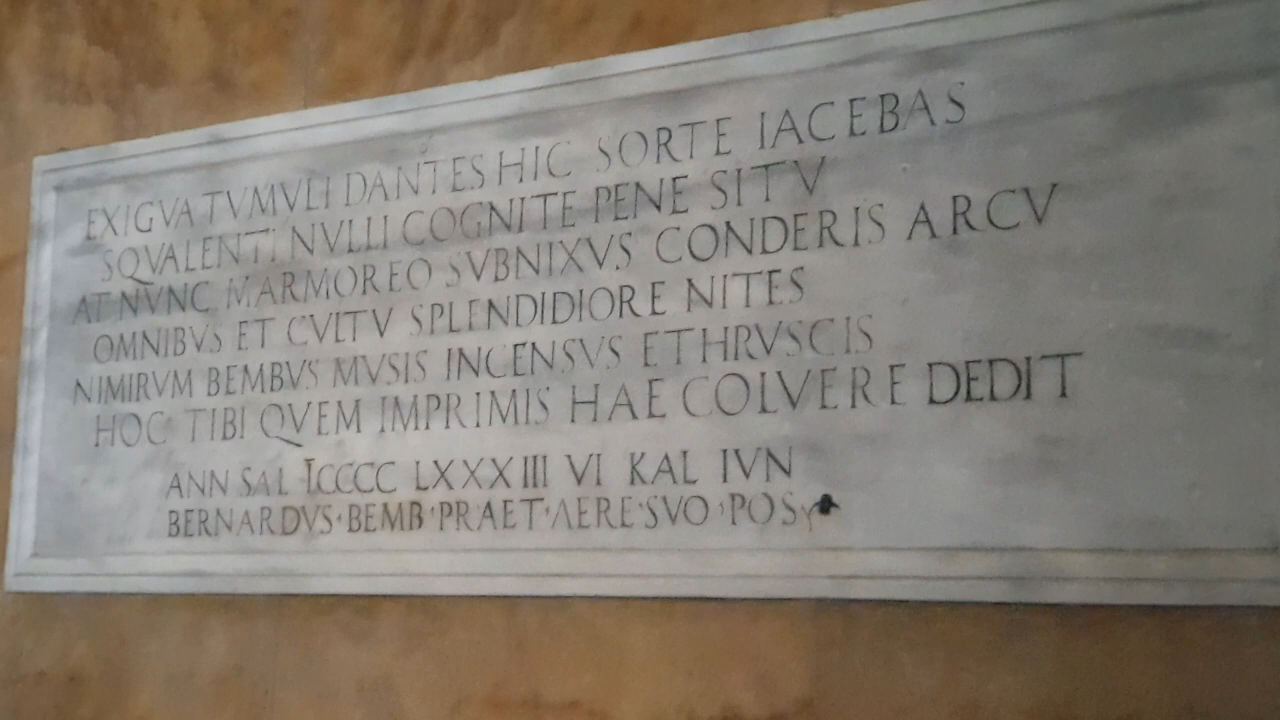 EXIGVA TVMVLI DANTES HIC SORTE IACEBAS
SQVALENTI NVLLI COGNITE PENE SITV
AT NVNC MARMOREO SVBNIXVS CONDERIS ARCV
OMNIBVS ET CVLTV SPLENDIDIORE NITES
NIMIRVM BEMBVS MVSIS INCENSVS ETHRVSCIS
HOC TIBI QVEM IMPRIMIS HAE COLVERE DEDIT
ANN SAL ICCCC LXXXIII VI KAL IVN
BERNARDVS·BEMB·PRAET·AERE·SVO·POS